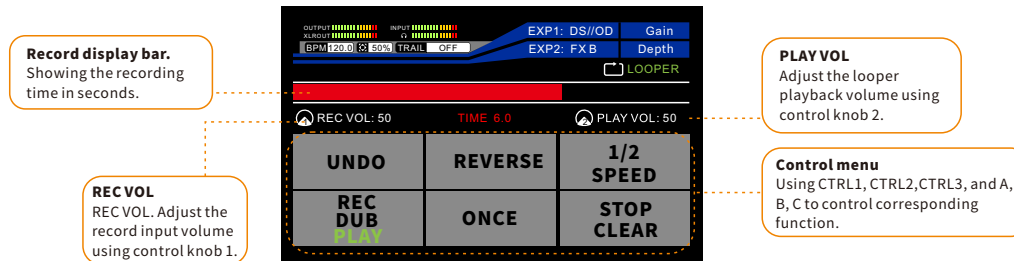 Record display bar.
Showing the recording
time in seconds.
REC VOL
REC VOL. Adjust the
record input volume
using control knob 1.
OUTPUT INPUT
XLROUT
BPM 120.0 50% TRAIL OFF
EXP1: DS//OD Gain
EXP2: FX B Depth
LOOPER
1 REC VOL: 50 TIME 6.0 2 PLAY VOL: 50
UNDO REVERSE 1/2
SPEED
REC
DUB
PLAY
ONCE
STOP
CLEAR
PLAY VOL
Adjust the looper
playback volume using
control knob 2.
Control menu
Using CTRL1, CTRL2,CTRL3, and A,
B, C to control corresponding
function.